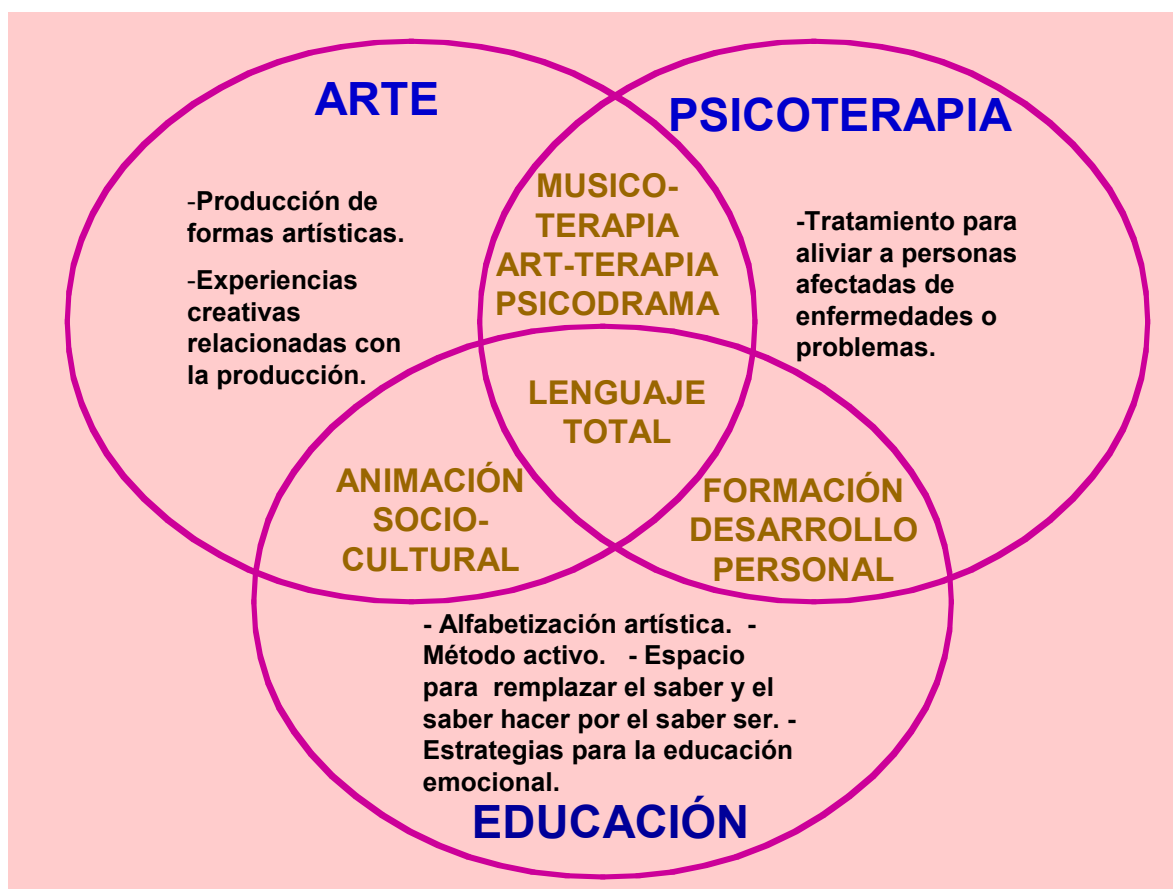 ARTE
PSICOTERAPIA
-Producción de
formas artísticas.
-Experiencias
creativas
relacionadas con
la producción.
MUSICO-
TERAPIA
ART-TERAPIA
PSICODRAMA
-Tratamiento para
aliviar a personas
afectadas de
enfermedades o
problemas.
LENGUAJE
TOTAL
ANIMACIÓN
SOCIO-
CULTURAL
FORMACIÓN
DESARROLLO
PERSONAL
- Alfabetización artística. -
Método activo. - Espacio
para remplazar el saber y el
saber hacer por el saber ser. -
Estrategias para la educación
emocional.
EDUCACIÓN